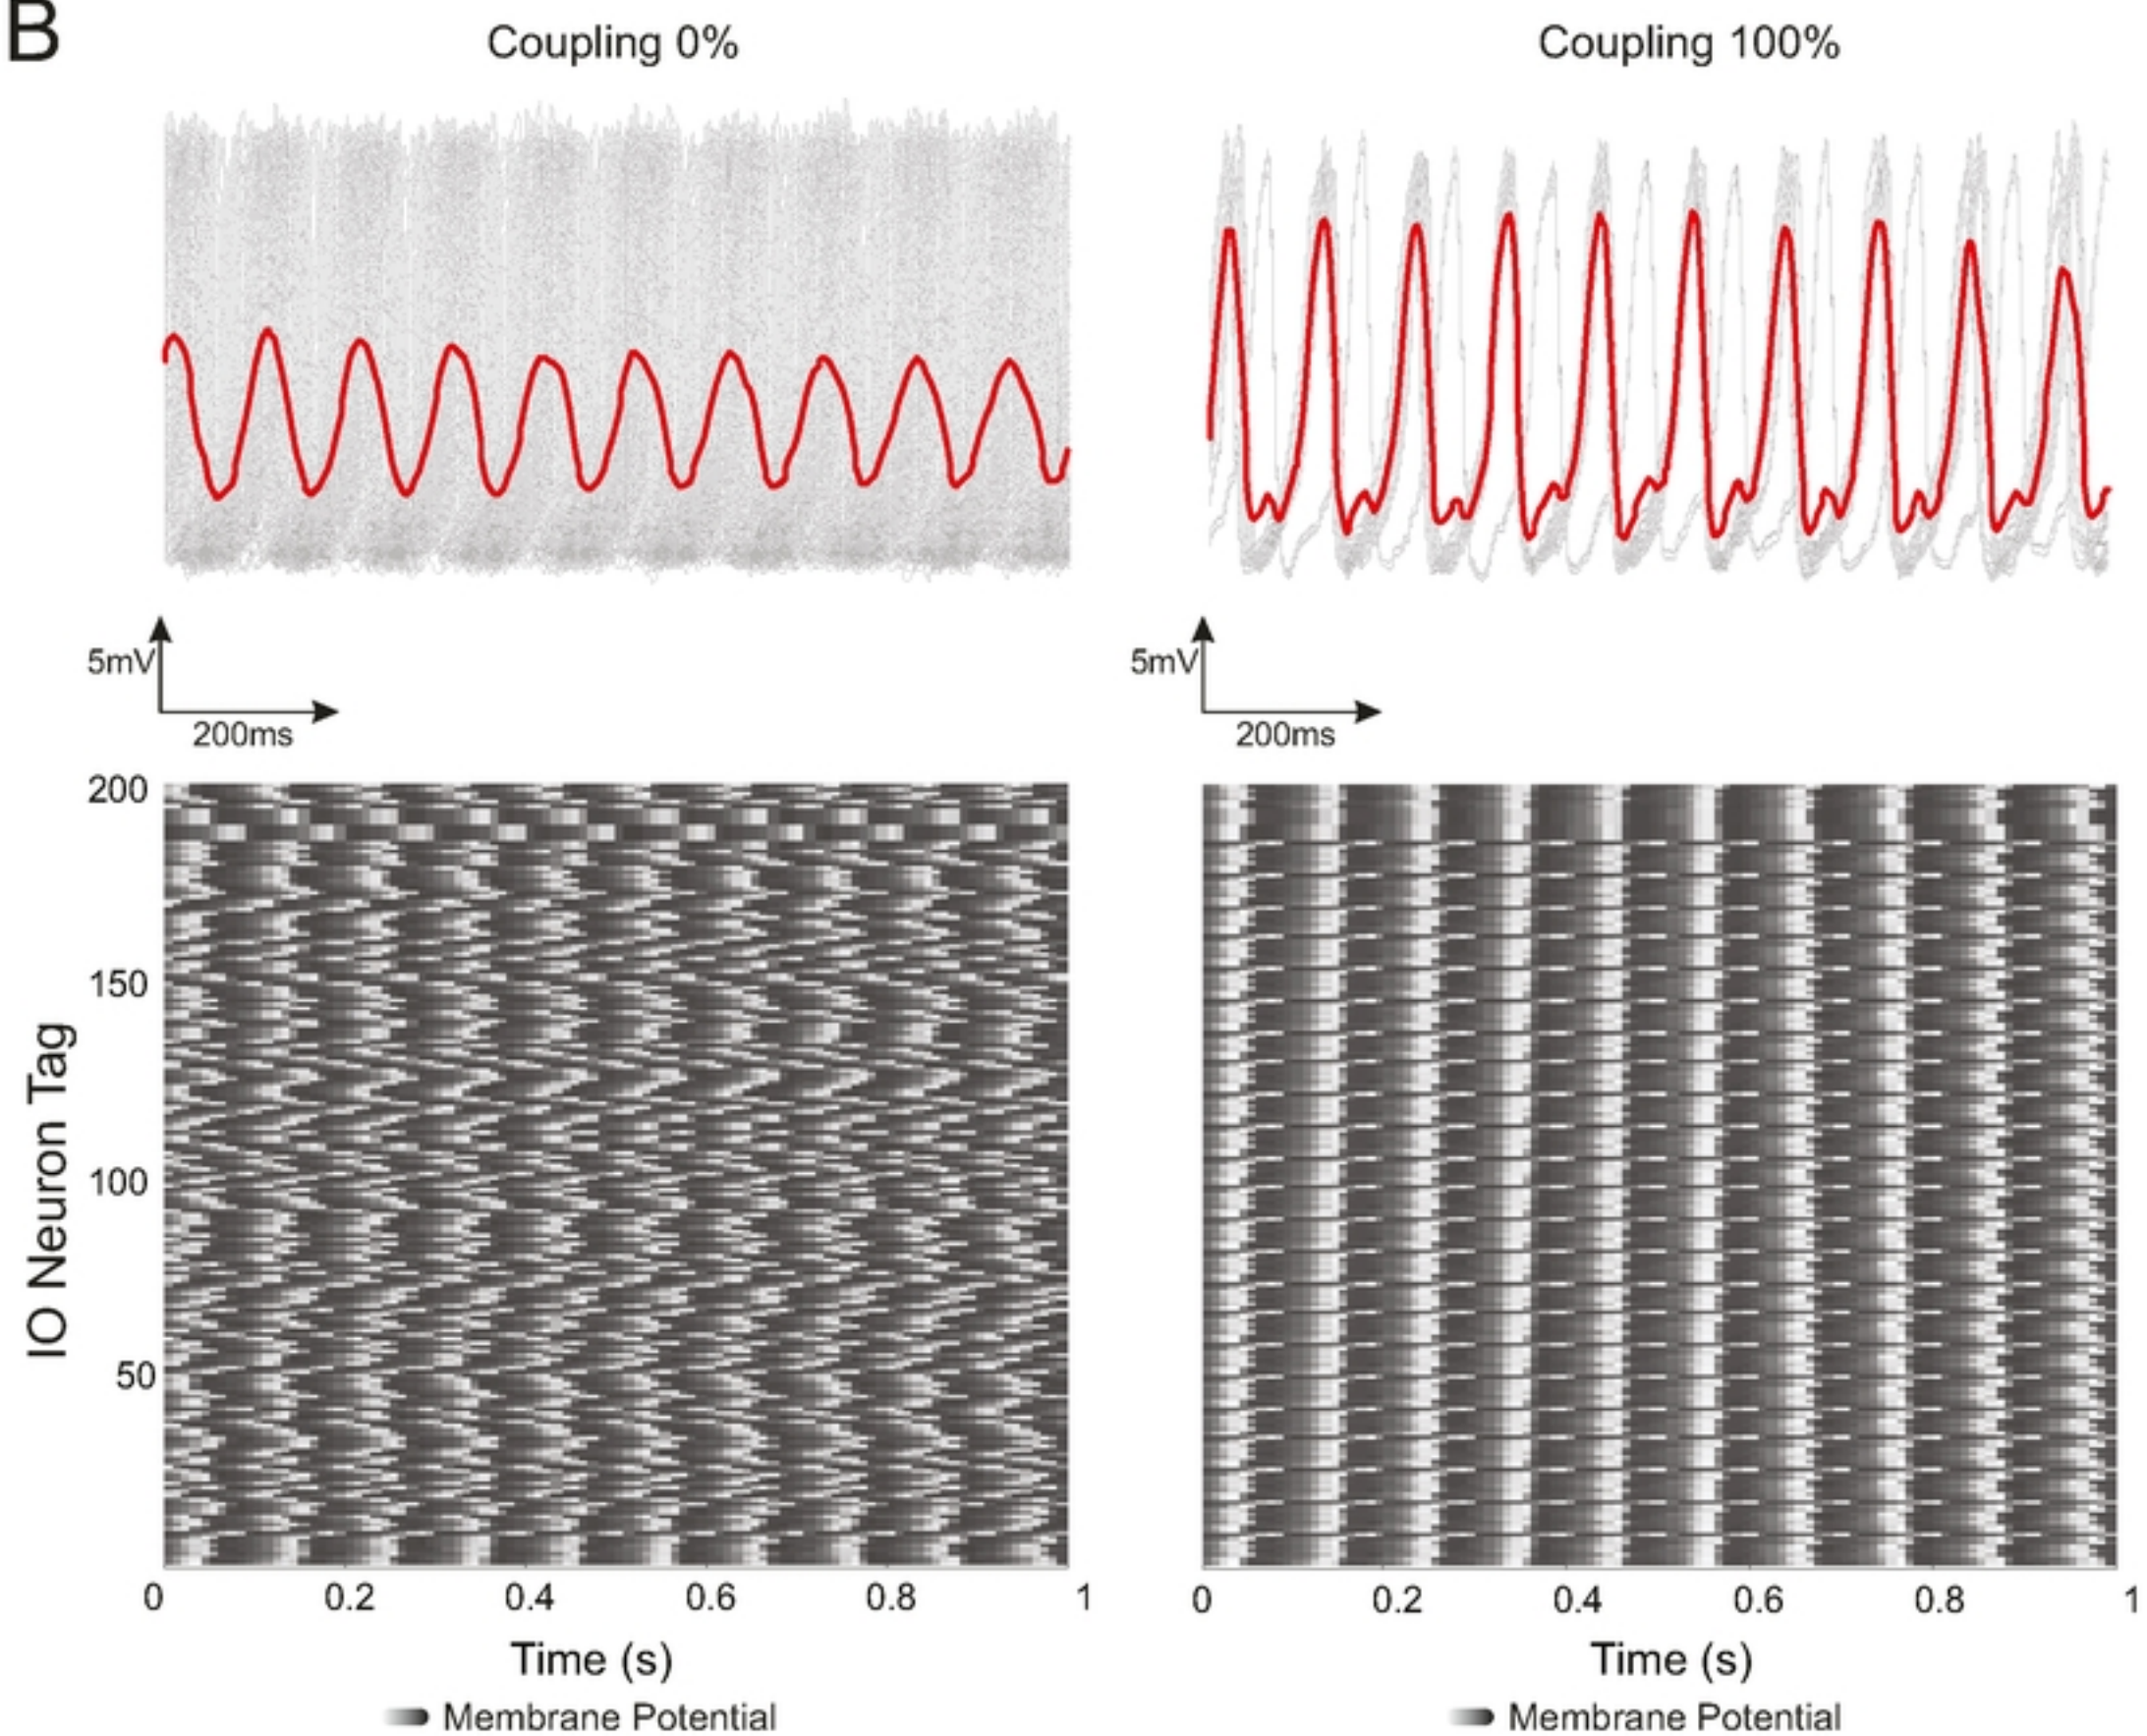 B
Coupling 0%
Coupling 100%
5mV
200ms
5mV
200ms
IO Neuron Tag
200
150
100
50
0 0.2 0.4 0.6 0.8 1
0 0.2 0.4 0.6 0.8 1
Time (s)
Time (s)
Membrane Potential
Membrane Potential